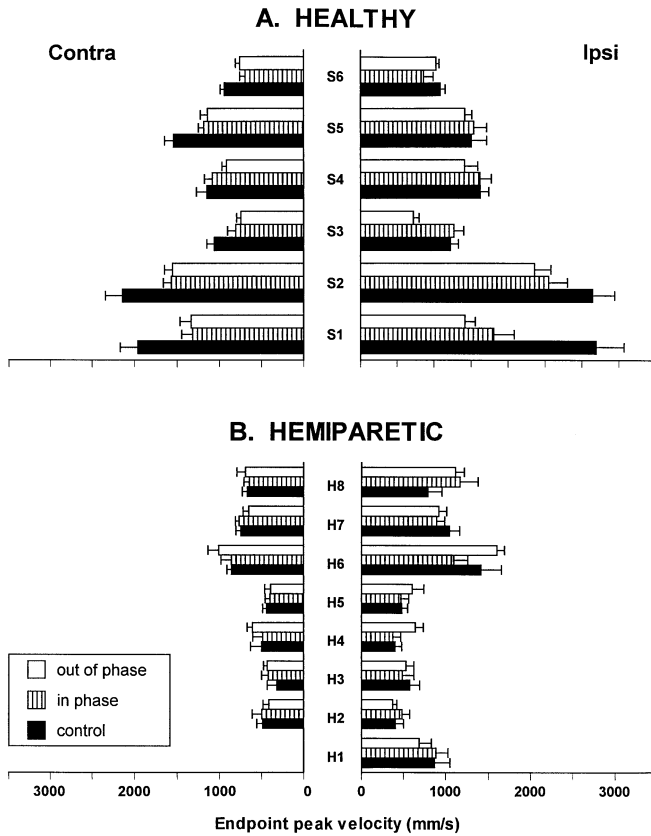 A. HEALTHY
Contra
Ipsi
S6
S5
S4
S3
S2
S1
B. HEMIPARETIC
H8
H7
H6
H5
H4
H3
H2
H1
out of phase
in phase
control
3000 2000 1000 0 0 1000 2000 3000
Endpoint peak velocity (mm/s)